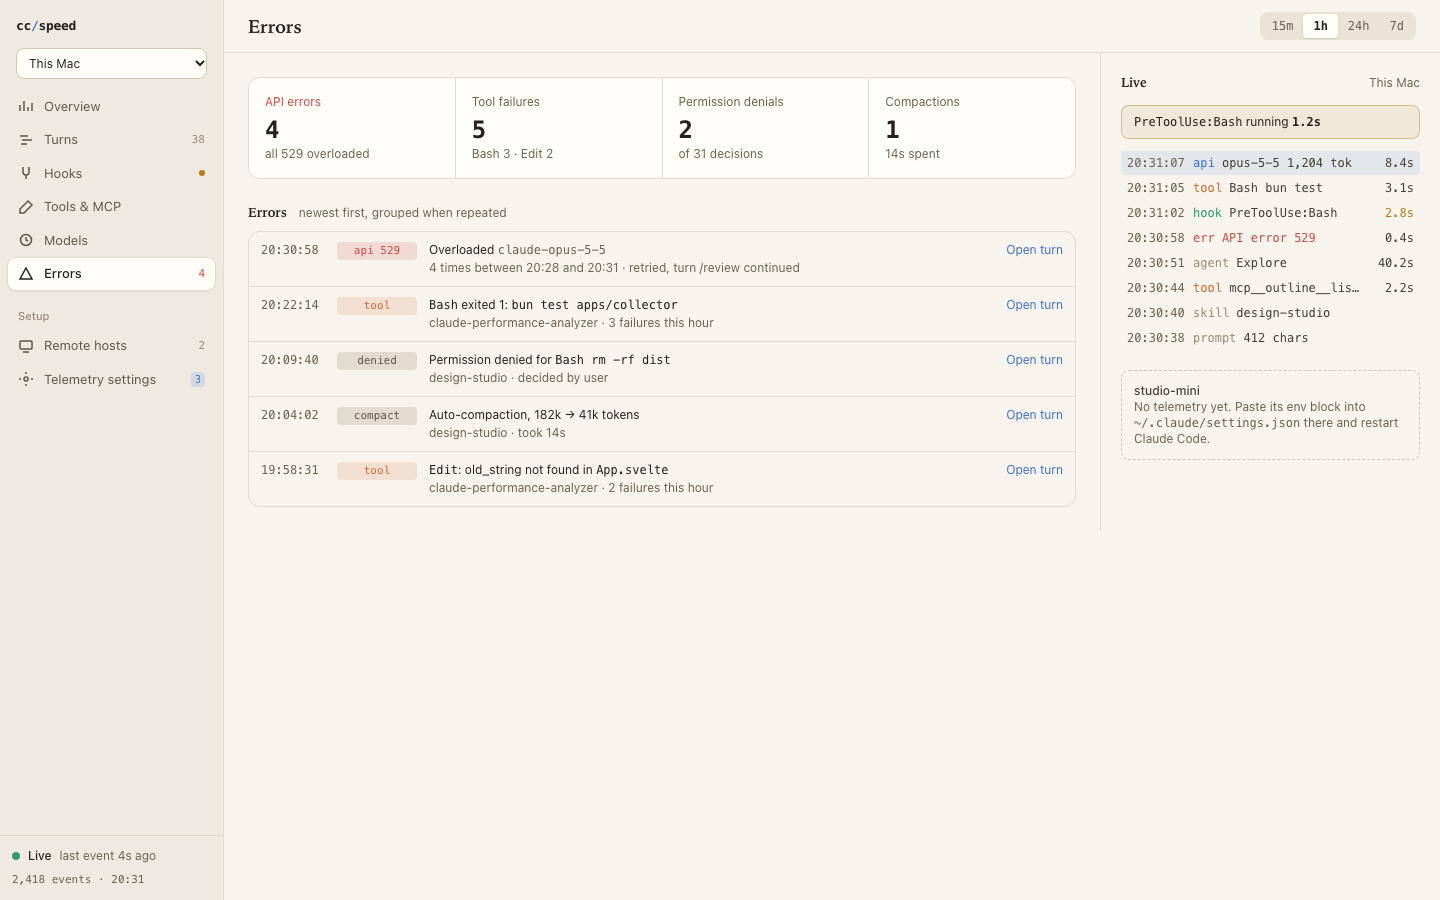 cc/speed
This Mac
Overview
Turns 38
Hooks
Tools & MCP
Models
Errors 4
Setup
Remote hosts 2
Telemetry settings 3
Live last event 4s ago
2,418 events · 20:31
Errors
15m 1h 24h 7d
API errors
4
all 529 overloaded
Tool failures
5
Bash 3 · Edit 2
Permission denials
2
of 31 decisions
Compactions
1
14s spent
Errors newest first, grouped when repeated
20:30:58 api 529 Overloaded claude-opus-5-5 Open turn
4 times between 20:28 and 20:31 · retried, turn /review continued
20:22:14 tool Bash exited 1: bun test apps/collector Open turn
claude-performance-analyzer · 3 failures this hour
20:09:40 denied Permission denied for Bash rm -rf dist Open turn
design-studio · decided by user
20:04:02 compact Auto-compaction, 182k → 41k tokens Open turn
design-studio · took 14s
19:58:31 tool Edit: old_string not found in App.svelte Open turn
claude-performance-analyzer · 2 failures this hour
Live This Mac
PreToolUse:Bash running 1.2s
20:31:07 api opus-5-5 1,204 tok 8.4s
20:31:05 tool Bash bun test 3.1s
20:31:02 hook PreToolUse:Bash 2.8s
20:30:58 err API error 529 0.4s
20:30:51 agent Explore 40.2s
20:30:44 tool mcp__outline__lis… 2.2s
20:30:40 skill design-studio
20:30:38 prompt 412 chars
studio-mini
No telemetry yet. Paste its env block into
~/.claude/settings.json there and restart
Claude Code.